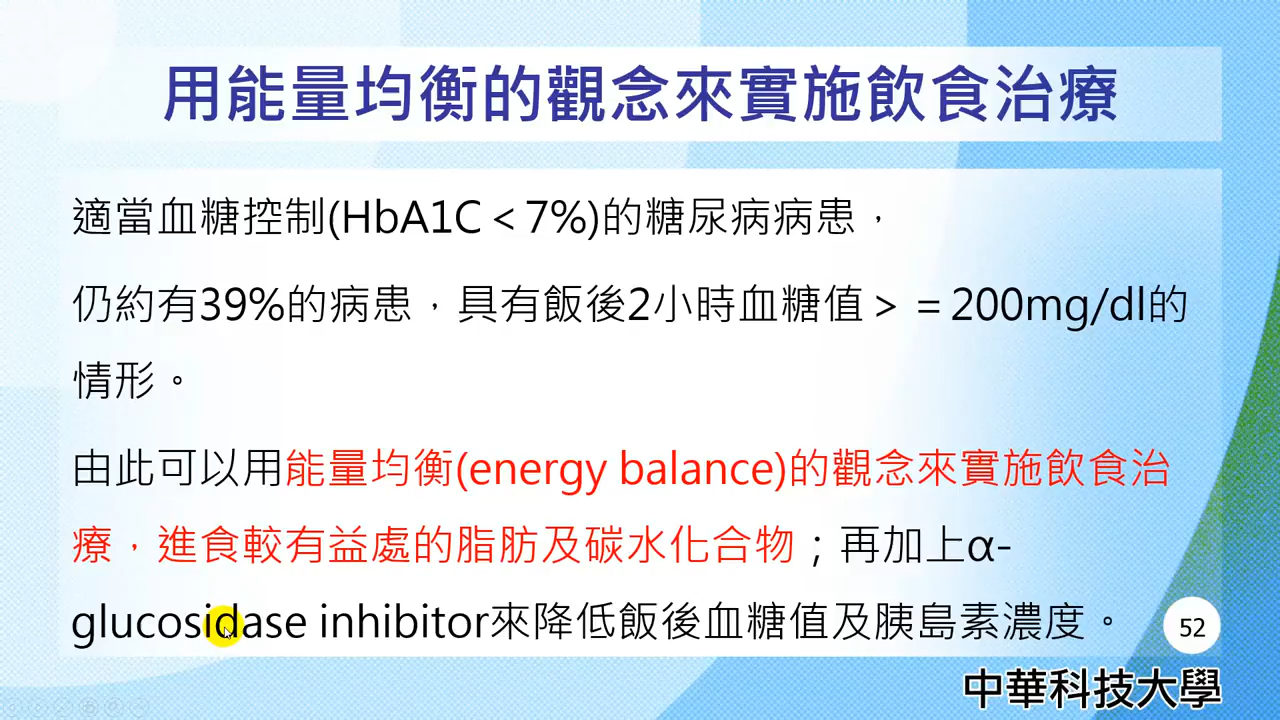 用能量均衡的觀念來實施飲食治療
適當血糖控制(HbA1C＜7%)的糖尿病病患，
仍約有39%的病患，具有飯後2小時血糖值＞＝200mg/dl的
情形。
由此可以用能量均衡(energy balance)的觀念來實施飲食治
療，進食較有益處的脂肪及碳水化合物；再加上α-
glucosidase inhibitor來降低飯後血糖值及胰島素濃度。
52
中華科技大學